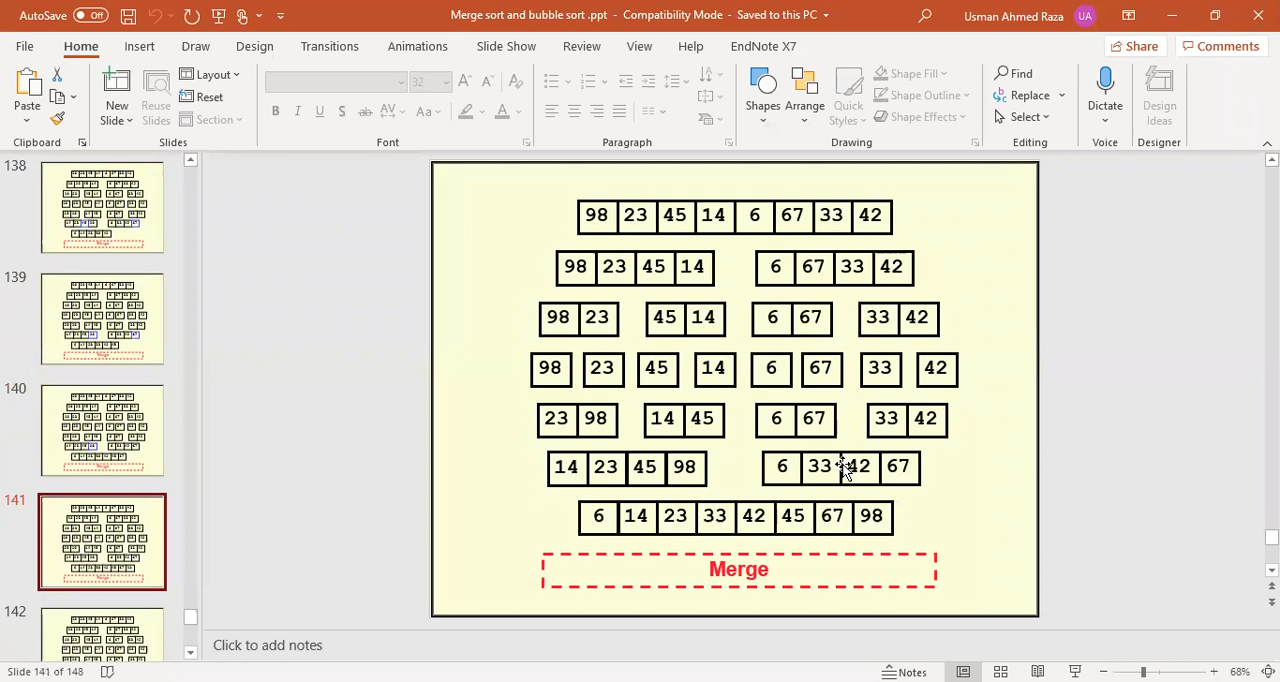 AutoSave Off Merge sort and bubble sort .ppt - Compatibility Mode - Saved to this PC Usman Ahmed Raza UA
File Home Insert Draw Design Transitions Animations Slide Show Review View Help EndNote X7 Share Comments
Paste New Slide Reuse Slides Layout Reset Section 32 Shapes Arrange Quick Styles Shape Fill Shape Outline Shape Effects Find Replace Select Dictate Design Ideas
Clipboard Slides Font Paragraph Drawing Editing Voice Designer
138
139
140
141
142
98 23 45 14 6 67 33 42
98 23 45 14 6 67 33 42
98 23 45 14 6 67 33 42
98 23 45 14 6 67 33 42
23 98 14 45 6 67 33 42
14 23 45 98 6 33 42 67
6 14 23 33 42 45 67 98
Merge
Click to add notes
Slide 141 of 148 Notes 68%